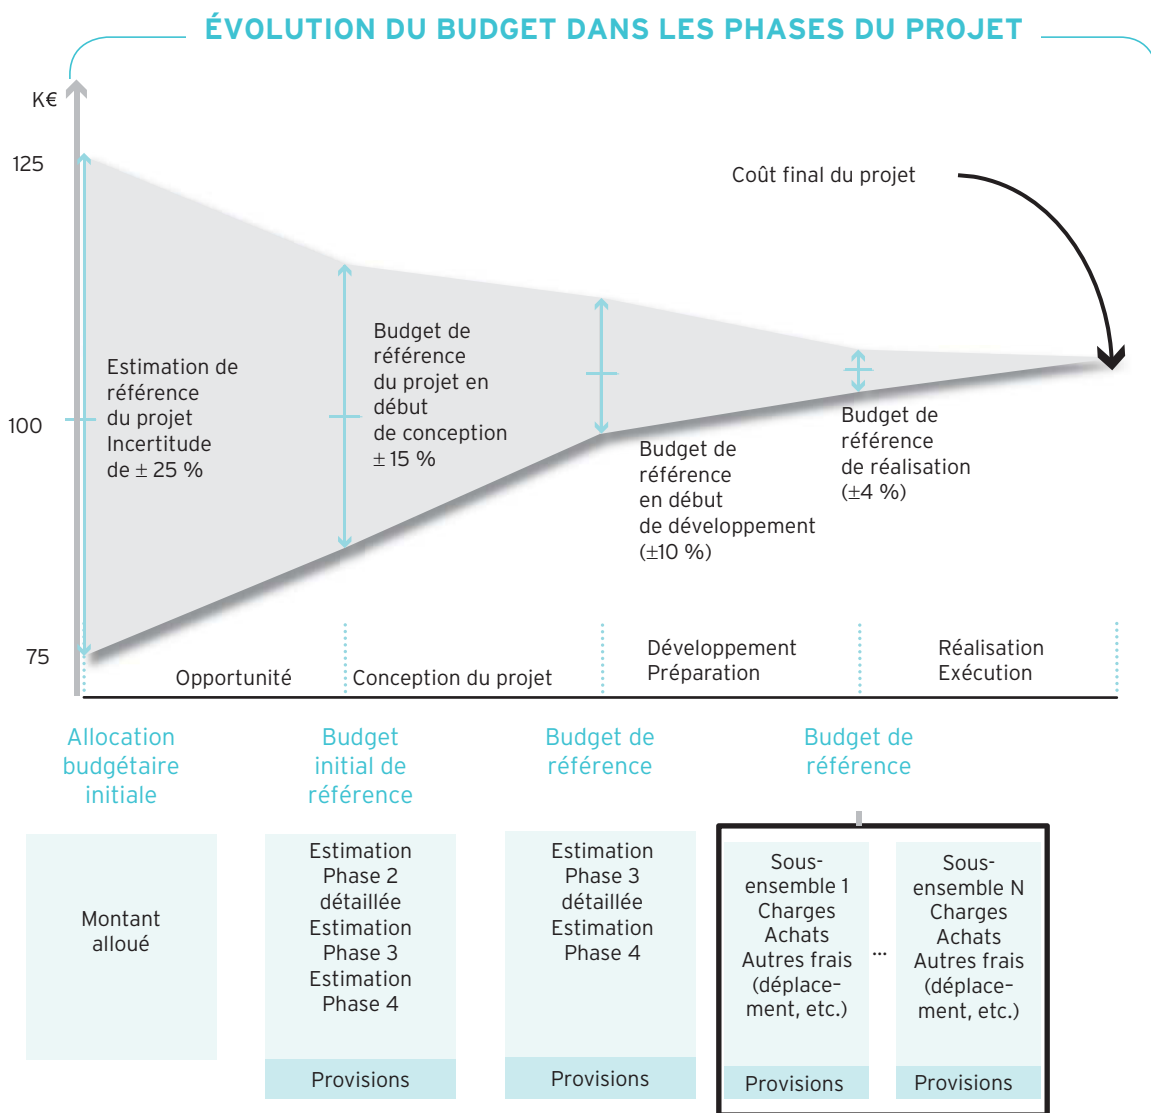 ÉVOLUTION DU BUDGET DANS LES PHASES DU PROJET
K€
125
100
75
Coût final du projet
Estimation de
référence
du projet
Incertitude
de ± 25 %
Budget de
référence
du projet en
début
de conception
± 15 %
Budget de
référence
en début
de développement
(±10 %)
Budget de
référence
de réalisation
(±4 %)
Opportunité
Conception du projet
Développement
Préparation
Réalisation
Exécution
Allocation
budgétaire
initiale
Budget
initial de
référence
Budget de
référence
Budget de
référence
Montant
alloué
Estimation
Phase 2
détaillée
Estimation
Phase 3
Estimation
Phase 4
Provisions
Estimation
Phase 3
détaillée
Estimation
Phase 4
Provisions
Sous-
ensemble 1
Charges
Achats
Autres frais
(déplace-
ment, etc.)
Provisions
...
Sous-
ensemble N
Charges
Achats
Autres frais
(déplace-
ment, etc.)
Provisions